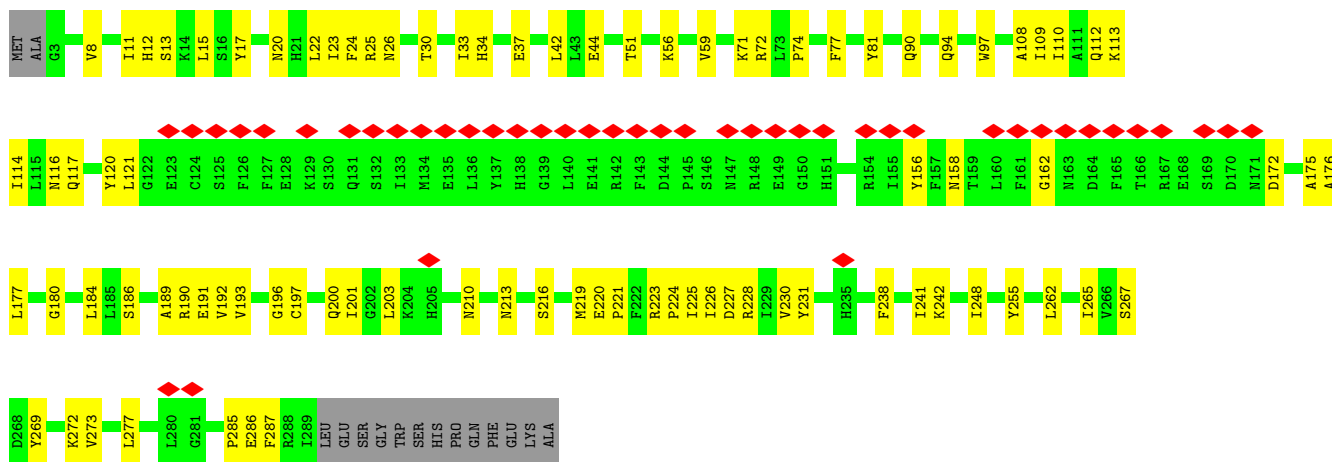 MET ALA G3 V8 I11 H12 S13 K14 L15 S16 Y17 N20 H21 L22 I23 F24 R25 N26 T30 I33 H34 E37 L42 L43 E44 T51 K56 V59 K71 R72 L73 P74 F77 Y81 Q90 Q94 W97 A108 I109 I110 A111 Q112 K113
I114 L115 N116 Q117 Y120 L121 G122 E123 C124 S125 F126 F127 E128 K129 S130 Q131 S132 I133 M134 E135 L136 Y137 H138 G139 L140 E141 R142 F143 D144 P145 S146 N147 R148 E149 G150 H151 R154 I155 Y156 F157 N158 T159 L160 F161 G162 N163 D164 F165 T166 R167 E168 S169 D170 N171 D172 A175 A176
L177 G180 L184 L185 S186 A189 R190 E191 V192 V193 G196 C197 Q200 I201 G202 L203 K204 H205 N210 N213 S216 M219 E220 P221 F222 R223 P224 I225 I226 D227 R228 I229 V230 Y231 H235 F238 I241 K242 I248 Y255 L262 I265 V266 S267
D268 Y269 K272 V273 L277 L280 G281 P285 E286 F287 R288 I289 LEU GLU SER GLY TRP SER HIS PRO GLN PHE GLU LYS ALA